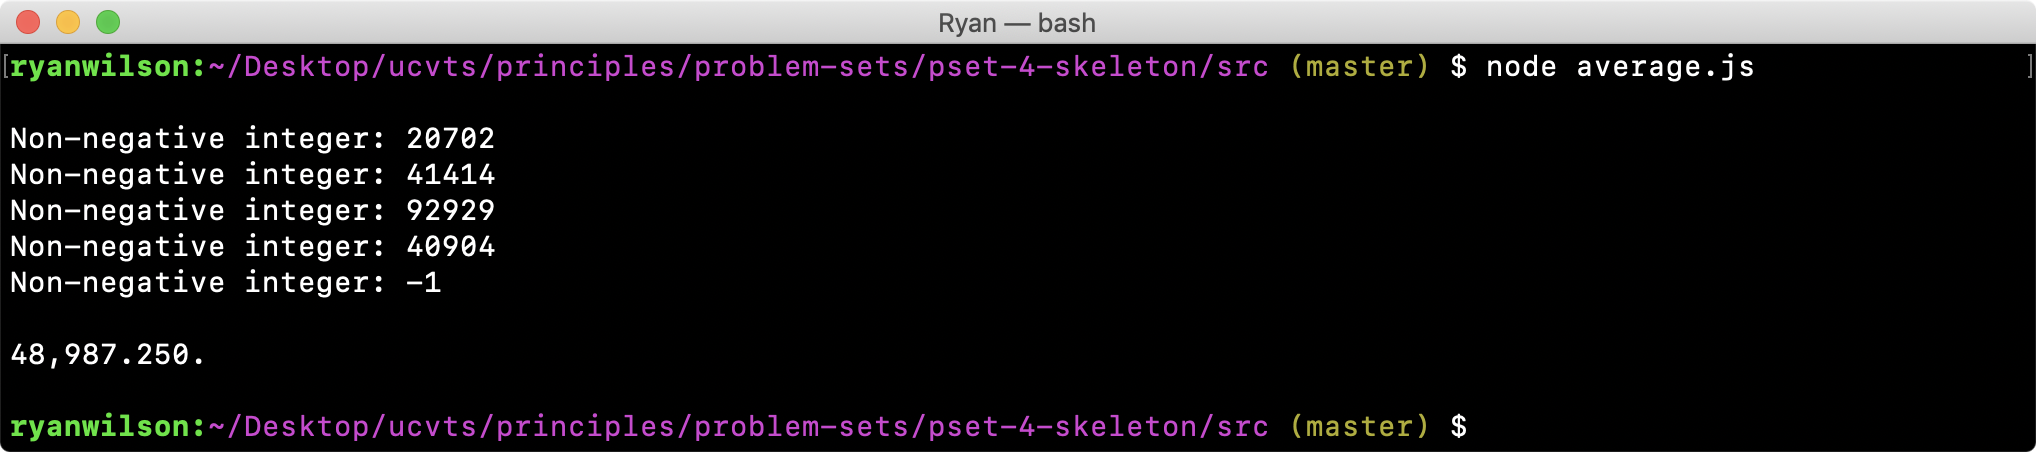 Ryan — bash
[ryanwilson:~/Desktop/ucvts/principles/problem-sets/pset-4-skeleton/src (master) $ node average.js ]
Non-negative integer: 20702
Non-negative integer: 41414
Non-negative integer: 92929
Non-negative integer: 40904
Non-negative integer: -1
48,987.250.
ryanwilson:~/Desktop/ucvts/principles/problem-sets/pset-4-skeleton/src (master) $